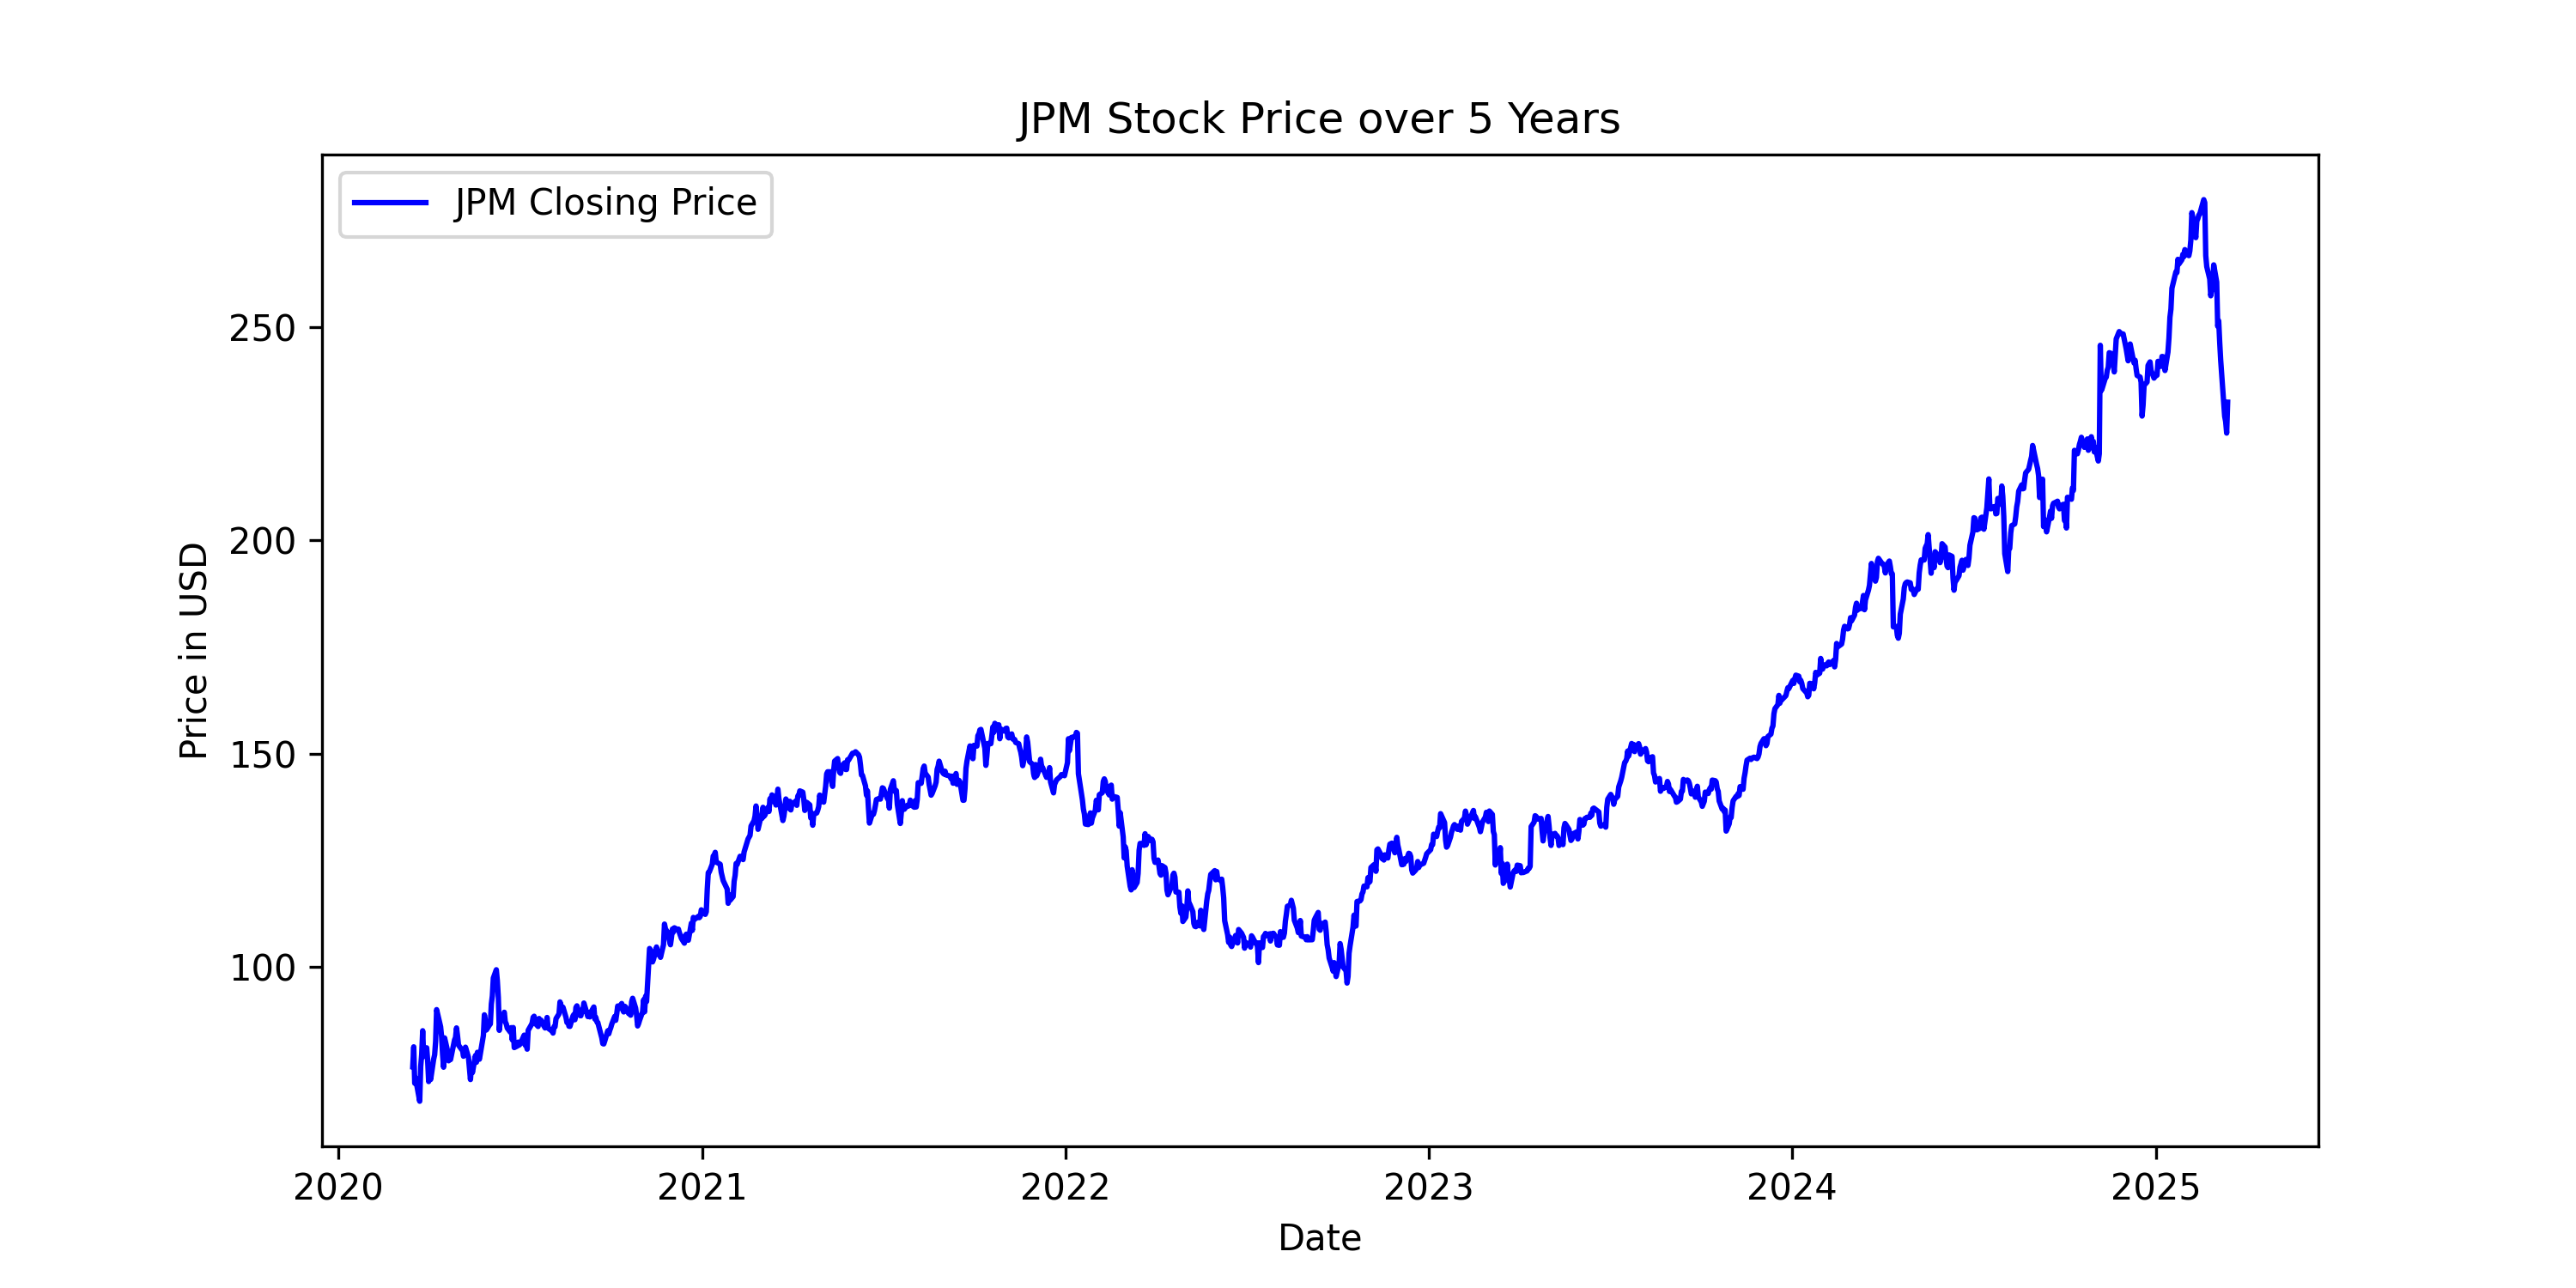 JPM Stock Price over 5 Years
JPM Closing Price
Price in USD
250
200
150
100
2020 2021 2022 2023 2024 2025
Date